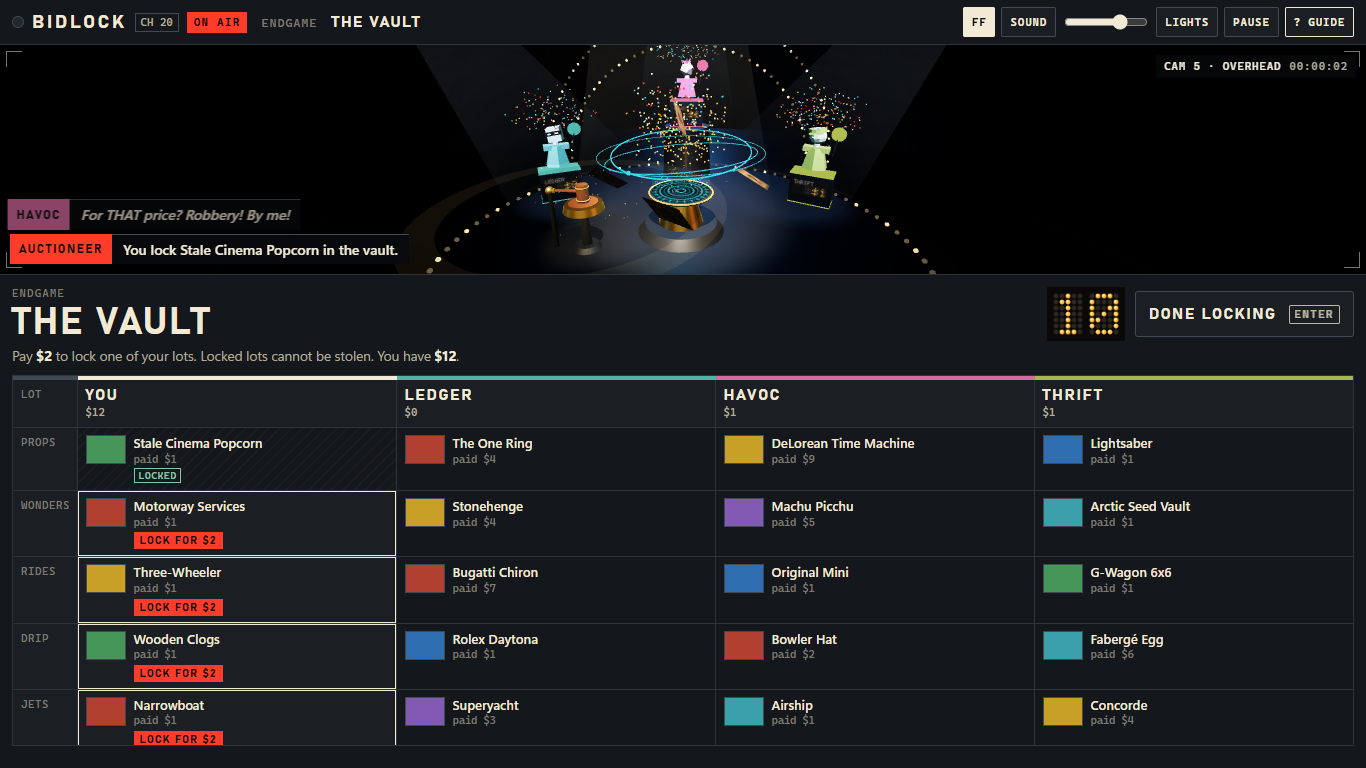 BIDLOCK CH 20 ON AIR ENDGAME THE VAULT FF SOUND LIGHTS PAUSE ? GUIDE
CAM 5 · OVERHEAD 00:00:02
LEDGER
THRIFT
$1
HAVOC For THAT price? Robbery! By me!
AUCTIONEER You lock Stale Cinema Popcorn in the vault.
ENDGAME
THE VAULT
10 DONE LOCKING ENTER
Pay $2 to lock one of your lots. Locked lots cannot be stolen. You have $12.
LOT YOU LEDGER HAVOC THRIFT
$12 $0 $1 $1
PROPS Stale Cinema Popcorn The One Ring DeLorean Time Machine Lightsaber
paid $1 paid $4 paid $9 paid $1
LOCKED
WONDERS Motorway Services Stonehenge Machu Picchu Arctic Seed Vault
paid $1 paid $4 paid $5 paid $1
LOCK FOR $2
RIDES Three-Wheeler Bugatti Chiron Original Mini G-Wagon 6x6
paid $1 paid $7 paid $1 paid $1
LOCK FOR $2
DRIP Wooden Clogs Rolex Daytona Bowler Hat Fabergé Egg
paid $1 paid $1 paid $2 paid $6
LOCK FOR $2
JETS Narrowboat Superyacht Airship Concorde
paid $1 paid $3 paid $1 paid $4
LOCK FOR $2